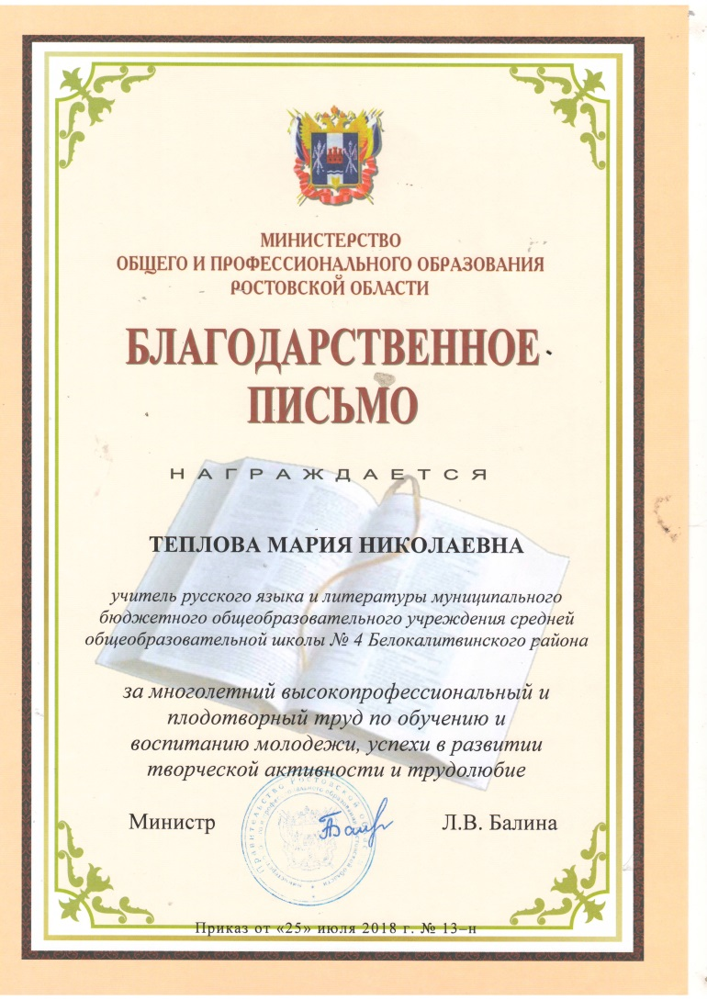 МИНИСТЕРСТВО
ОБЩЕГО И ПРОФЕССИОНАЛЬНОГО ОБРАЗОВАНИЯ
РОСТОВСКОЙ ОБЛАСТИ
БЛАГОДАРСТВЕННОЕ
ПИСЬМО
НАГРАЖДАЕТСЯ
ТЕПЛОВА МАРИЯ НИКОЛАЕВНА
учитель русского языка и литературы муниципального
бюджетного общеобразовательного учреждения средней
общеобразовательной школы № 4 Белокалитвинского района
за многолетний высокопрофессиональный и
плодотворный труд по обучению и
воспитанию молодежи, успехи в развитии
творческой активности и трудолюбие
Министр Л.В. Балина
Правительство Ростовской
Приказ от «25» июля 2018 г. № 13–н